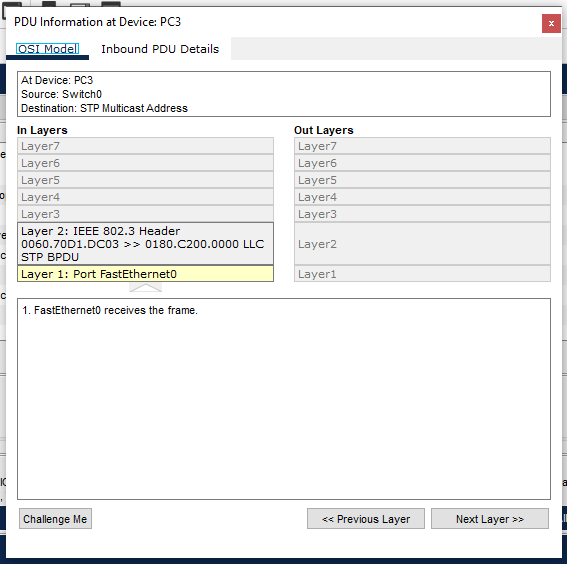 PDU Information at Device: PC3
x
OSI Model
Inbound PDU Details
At Device: PC3
Source: Switch0
Destination: STP Multicast Address
In Layers
Out Layers
Layer7
Layer7
Layer6
Layer6
Layer5
Layer5
Layer4
Layer4
Layer3
Layer3
Layer 2: IEEE 802.3 Header
0060.70D1.DC03 >> 0180.C200.0000 LLC
STP BPDU
Layer2
Layer 1: Port FastEthernet0
Layer1
1. FastEthernet0 receives the frame.
Challenge Me
<< Previous Layer
Next Layer >>